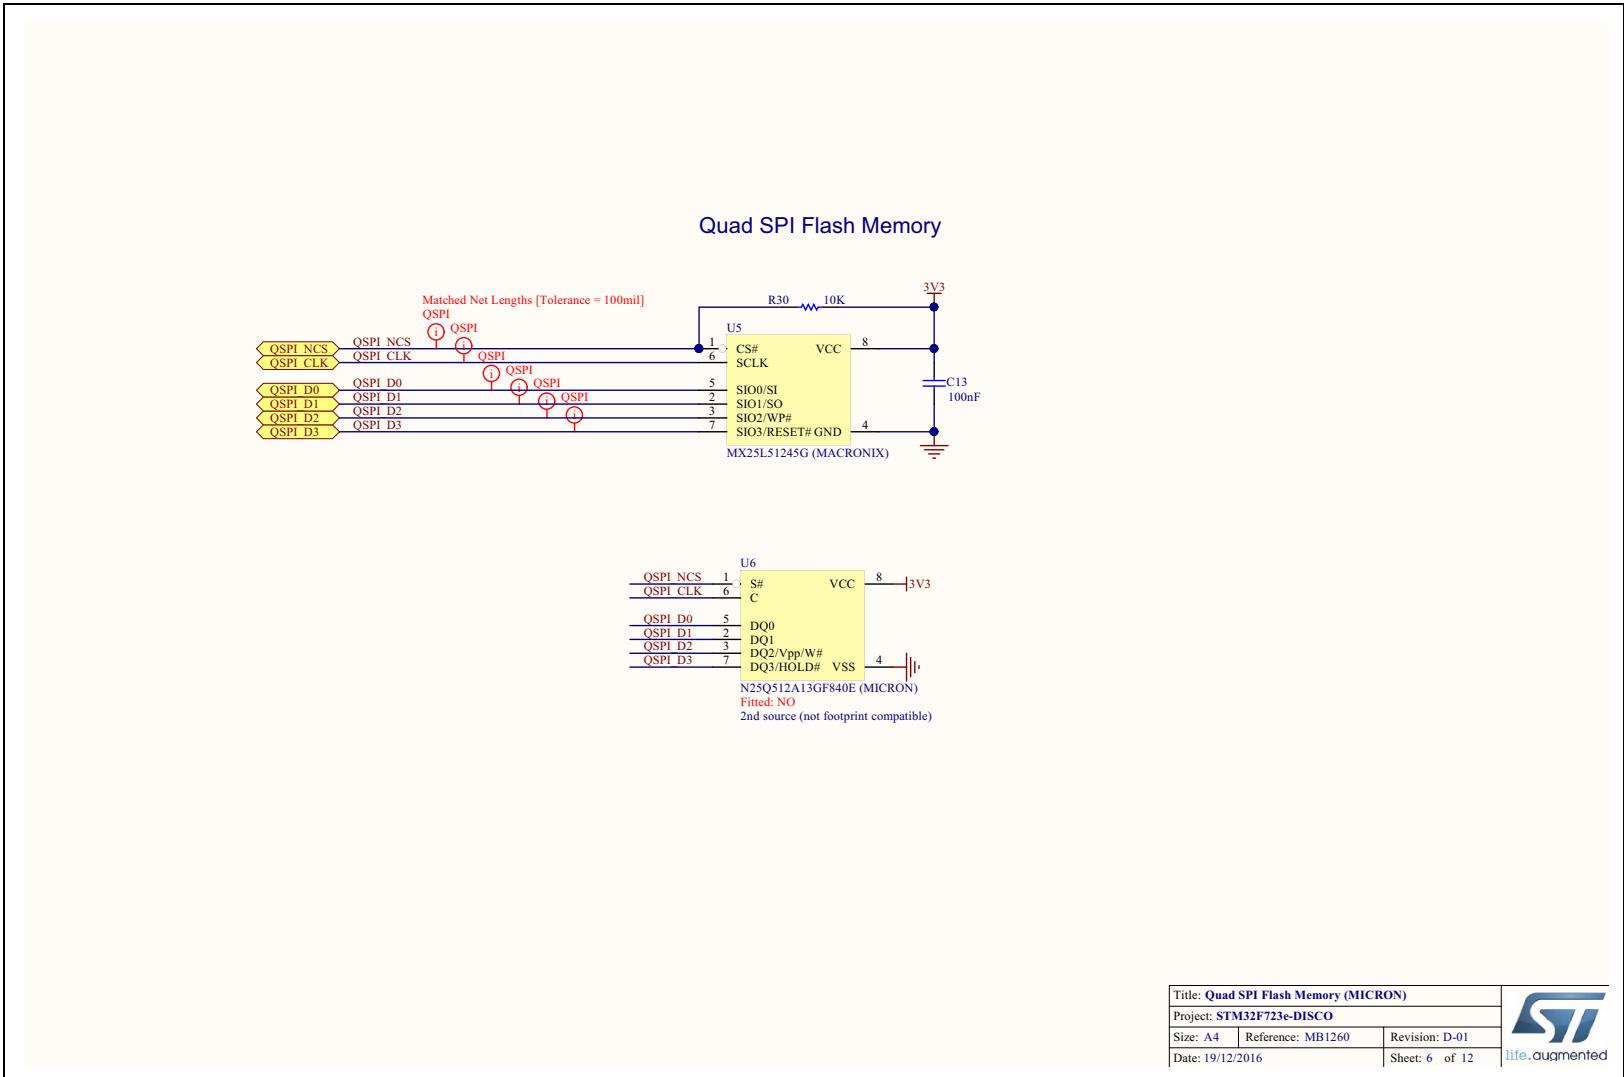 Quad SPI Flash Memory
Matched Net Lengths [Tolerance = 100mil]
QSPI
QSPI
QSPI
QSPI
QSPI
QSPI
R30 10K
3V3
U5
QSPI_NCS QSPI_NCS 1 CS# VCC 8
QSPI_CLK QSPI_CLK 6 SCLK
QSPI_D0 QSPI_D0 5 SIO0/SI
QSPI_D1 QSPI_D1 2 SIO1/SO
QSPI_D2 QSPI_D2 3 SIO2/WP#
QSPI_D3 QSPI_D3 7 SIO3/RESET# GND 4
C13
100nF
MX25L51245G (MACRONIX)
U6
QSPI_NCS 1 S# VCC 8 3V3
QSPI_CLK 6 C
QSPI_D0 5 DQ0
QSPI_D1 2 DQ1
QSPI_D2 3 DQ2/Vpp/W#
QSPI_D3 7 DQ3/HOLD# VSS 4
N25Q512A13GF840E (MICRON)
Fitted: NO
2nd source (not footprint compatible)
Title: Quad SPI Flash Memory (MICRON)
Project: STM32F723e-DISCO
Size: A4 Reference: MB1260 Revision: D-01
Date: 19/12/2016 Sheet: 6 of 12
ST
life.augmented